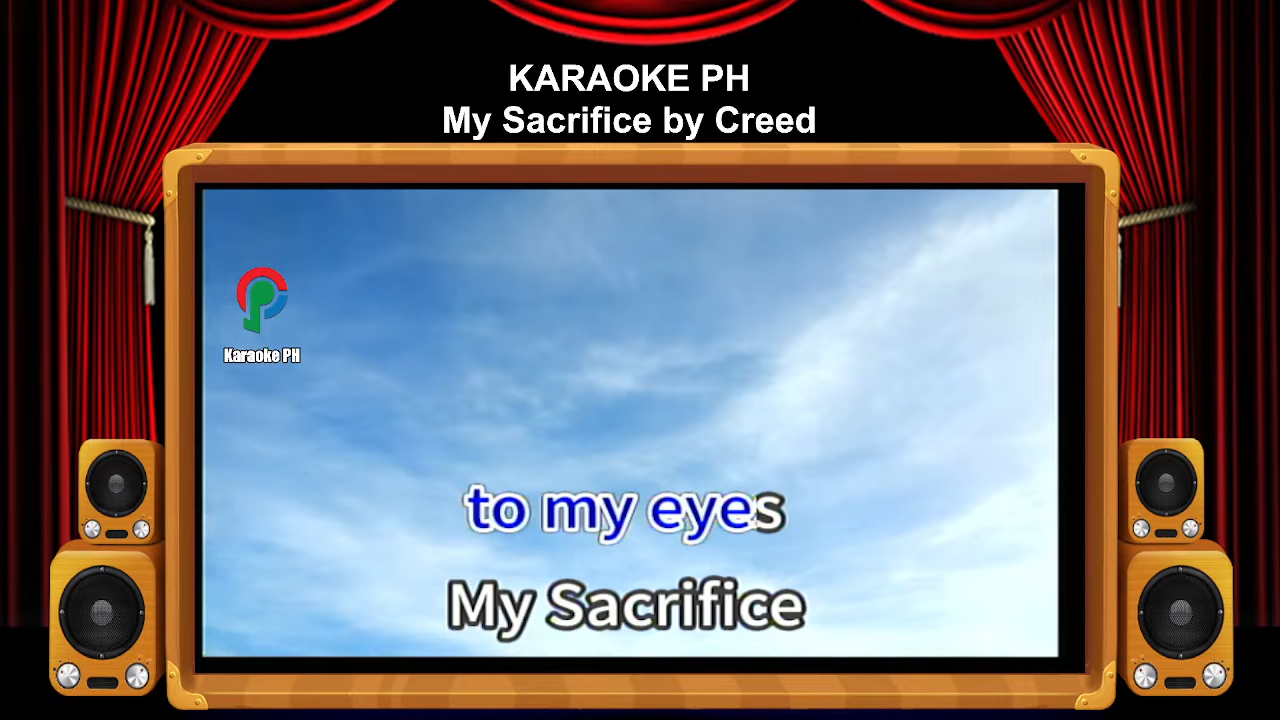 KARAOKE PH
My Sacrifice by Creed
Karaoke PH
to my eyes
My Sacrifice